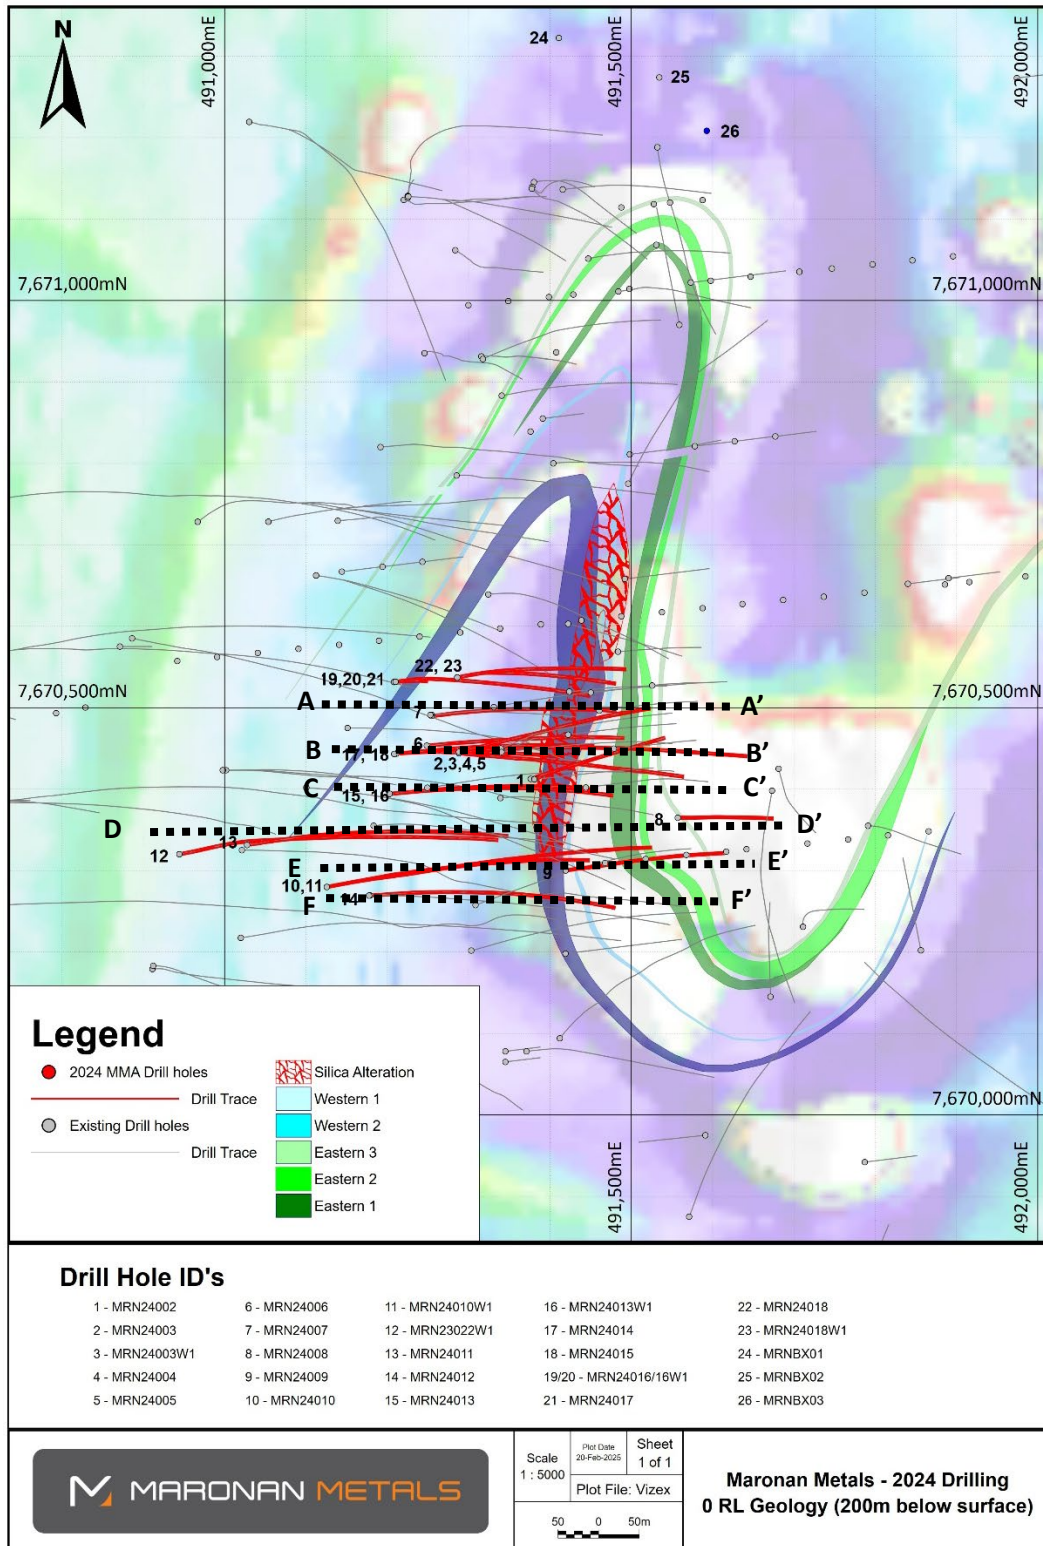 N
491,000mE
491,500mE
492,000mE
24
25
26
7,671,000mN
7,671,000mN
22, 23
19,20,21
7,670,500mN
7,670,500mN
A
A'
7
6
B
B'
17, 18
2,3,4,5
1
C
C'
15, 16
8
D
D'
13
12
E
E'
9
10,11
14
F
F'
7,670,000mN
491,500mE
492,000mE
Legend
2024 MMA Drill holes
Drill Trace
Existing Drill holes
Drill Trace
Silica Alteration
Western 1
Western 2
Eastern 3
Eastern 2
Eastern 1
Drill Hole ID's
1 - MRN24002
6 - MRN24006
11 - MRN24010W1
16 - MRN24013W1
22 - MRN24018
2 - MRN24003
7 - MRN24007
12 - MRN23022W1
17 - MRN24014
23 - MRN24018W1
3 - MRN24003W1
8 - MRN24008
13 - MRN24011
18 - MRN24015
24 - MRNBX01
4 - MRN24004
9 - MRN24009
14 - MRN24012
19/20 - MRN24016/16W1
25 - MRNBX02
5 - MRN24005
10 - MRN24010
15 - MRN24013
21 - MRN24017
26 - MRNBX03
MARONAN METALS
Scale
1 : 5000
Plot Date
20-Feb-2025
Sheet
1 of 1
Plot File: Vizex
50 0 50m
Maronan Metals - 2024 Drilling
0 RL Geology (200m below surface)